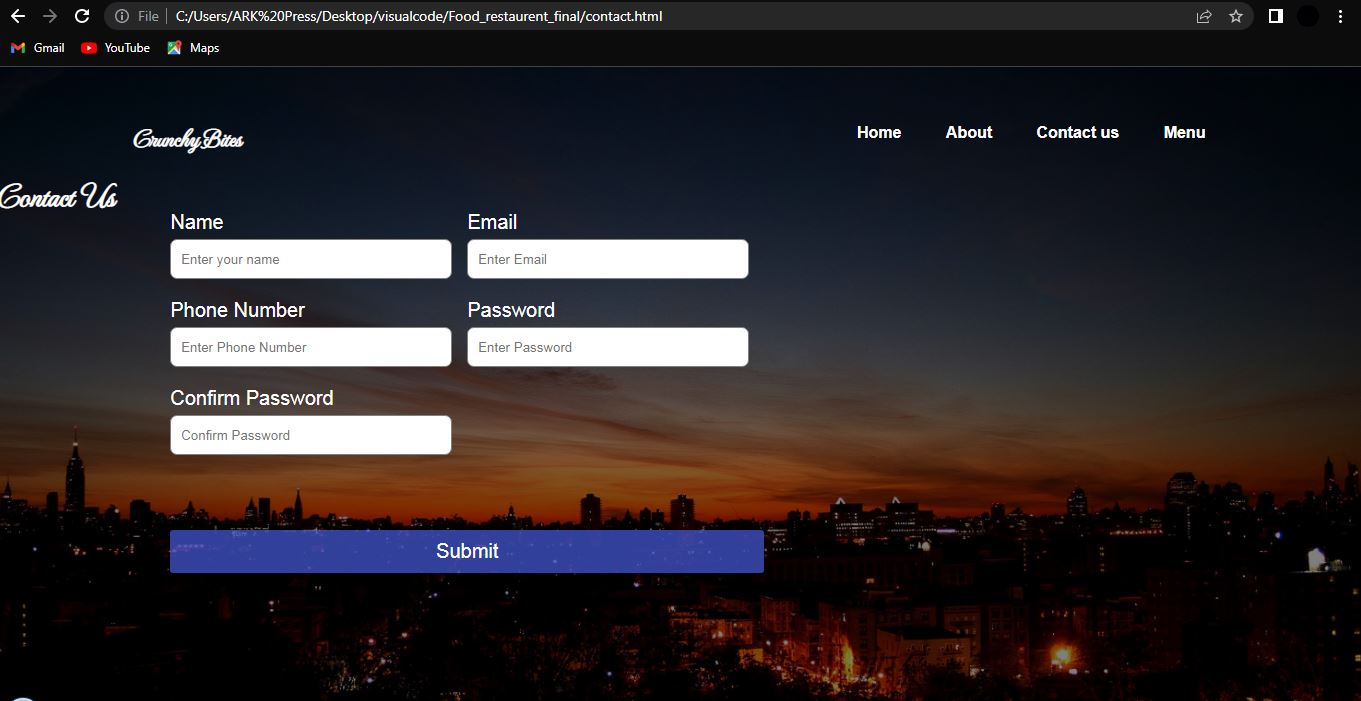 File C:/Users/ARK%20Press/Desktop/visualcode/Food_restaurent_final/contact.html
Gmail YouTube Maps
Crunchy Bites Home About Contact us Menu
Contact Us
Name Email
Enter your name Enter Email
Phone Number Password
Enter Phone Number Enter Password
Confirm Password
Confirm Password
Submit